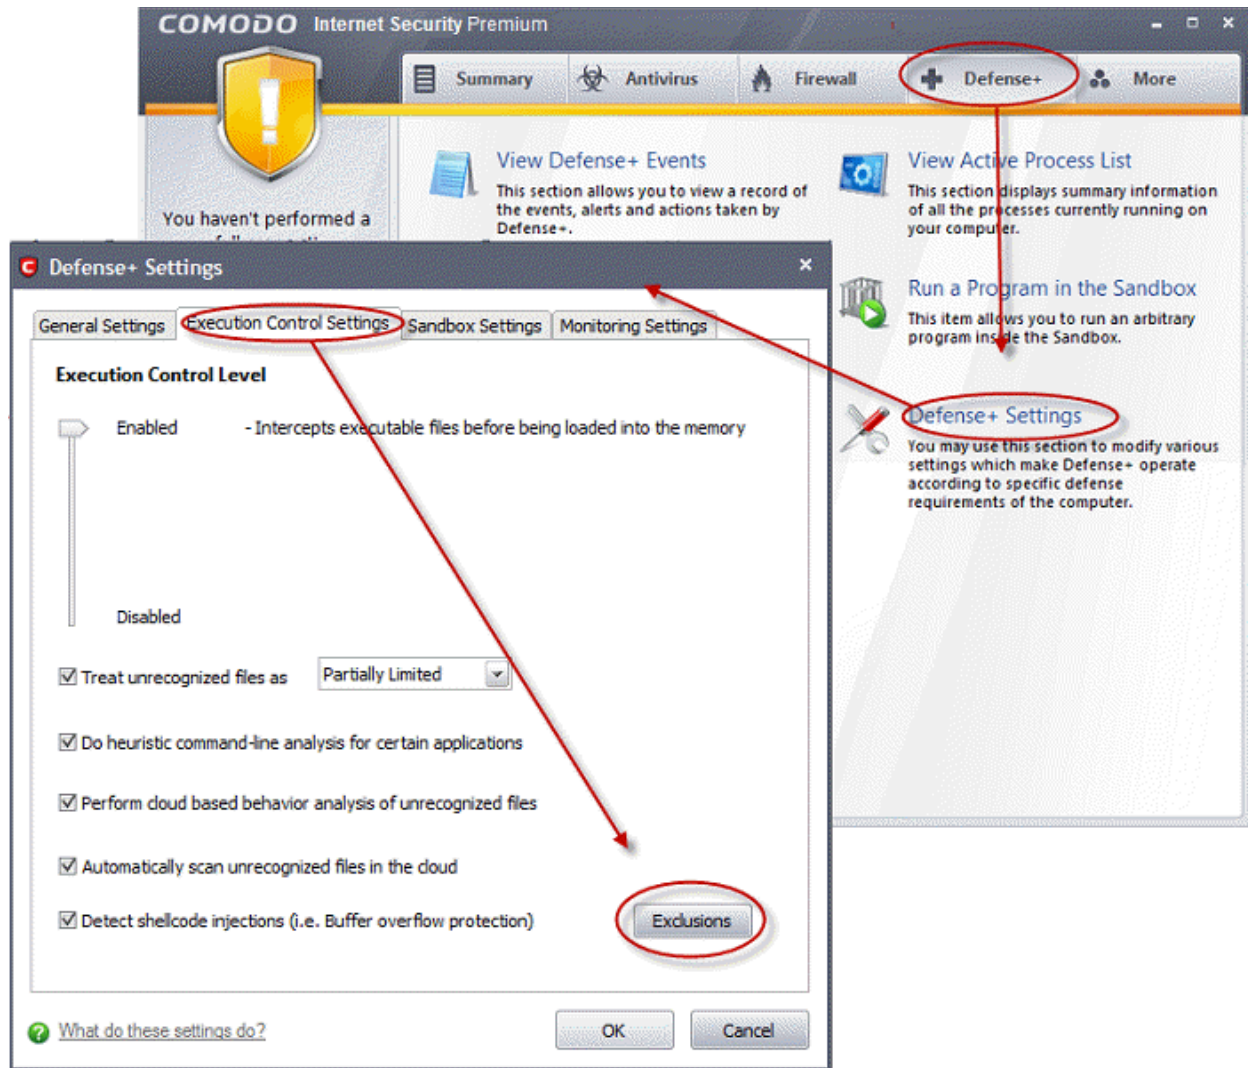 COMODO Internet Security Premium
Summary
Antivirus
Firewall
Defense+
More
You haven't performed a
View Defense+ Events
This section allows you to view a record of
the events, alerts and actions taken by
Defense+.
View Active Process List
This section displays summary information
of all the processes currently running on
your computer.
Run a Program in the Sandbox
This item allows you to run an arbitrary
program inside the Sandbox.
Defense+ Settings
You may use this section to modify various
settings which make Defense+ operate
according to specific defense
requirements of the computer.
Defense+ Settings
General Settings
Execution Control Settings
Sandbox Settings
Monitoring Settings
Execution Control Level
Enabled
- Intercepts executable files before being loaded into the memory
Disabled
Treat unrecognized files as
Partially Limited
Do heuristic command-line analysis for certain applications
Perform cloud based behavior analysis of unrecognized files
Automatically scan unrecognized files in the cloud
Detect shellcode injections (i.e. Buffer overflow protection)
Exclusions
What do these settings do?
OK
Cancel